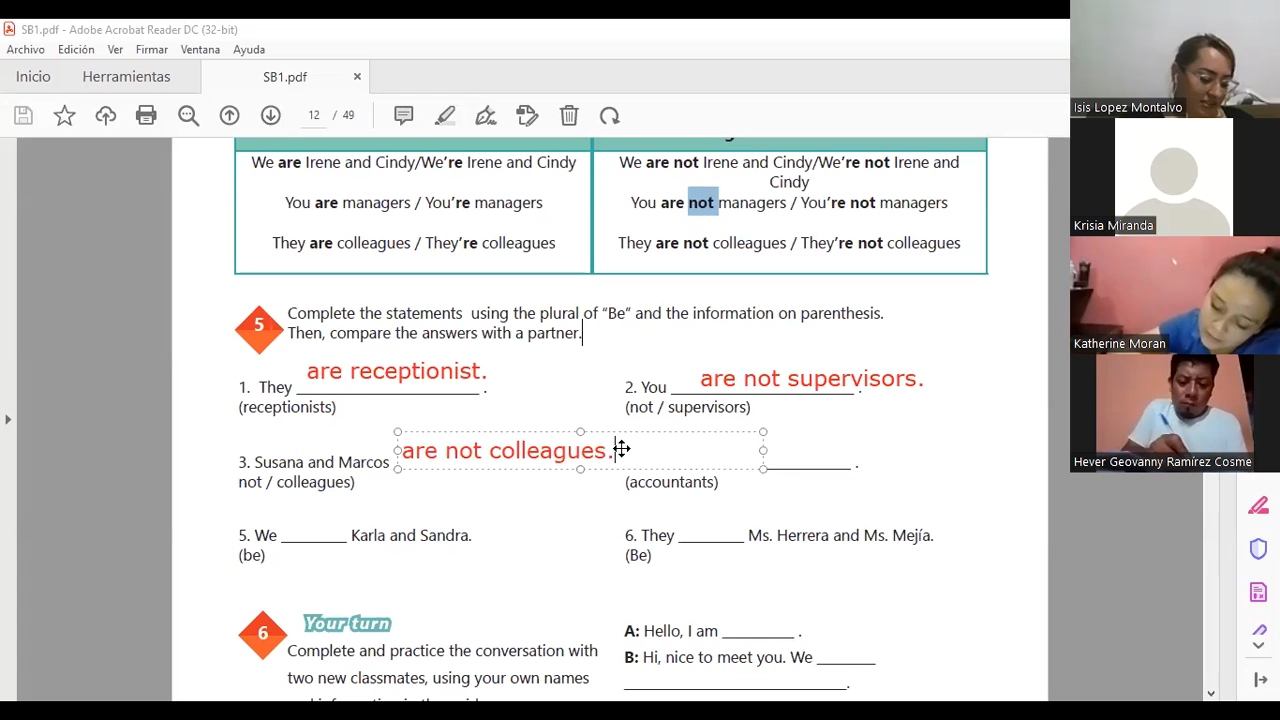 SB1.pdf - Adobe Acrobat Reader DC (32-bit)
Archivo Edición Ver Firmar Ventana Ayuda
Inicio Herramientas SB1.pdf ×
12 / 49
We are Irene and Cindy/We're Irene and Cindy
We are not Irene and Cindy/We're not Irene and
Cindy
You are managers / You're managers
You are not managers / You're not managers
They are colleagues / They're colleagues
They are not colleagues / They're not colleagues
5
Complete the statements using the plural of “Be” and the information on parenthesis.
Then, compare the answers with a partner.
are receptionist.
1. They ____________________ .
(receptionists)
are not supervisors.
2. You ____________________ .
(not / supervisors)
are not colleagues.
3. Susana and Marcos
not / colleagues)
__________ .
(accountants)
5. We ________ Karla and Sandra.
(be)
6. They ________ Ms. Herrera and Ms. Mejía.
(Be)
6
Your turn
Complete and practice the conversation with
two new classmates, using your own names
A: Hello, I am _________ .
B: Hi, nice to meet you. We _______
___________________________.
Isis Lopez Montalvo
Krisia Miranda
Katherine Moran
Hever Geovanny Ramírez Cosme